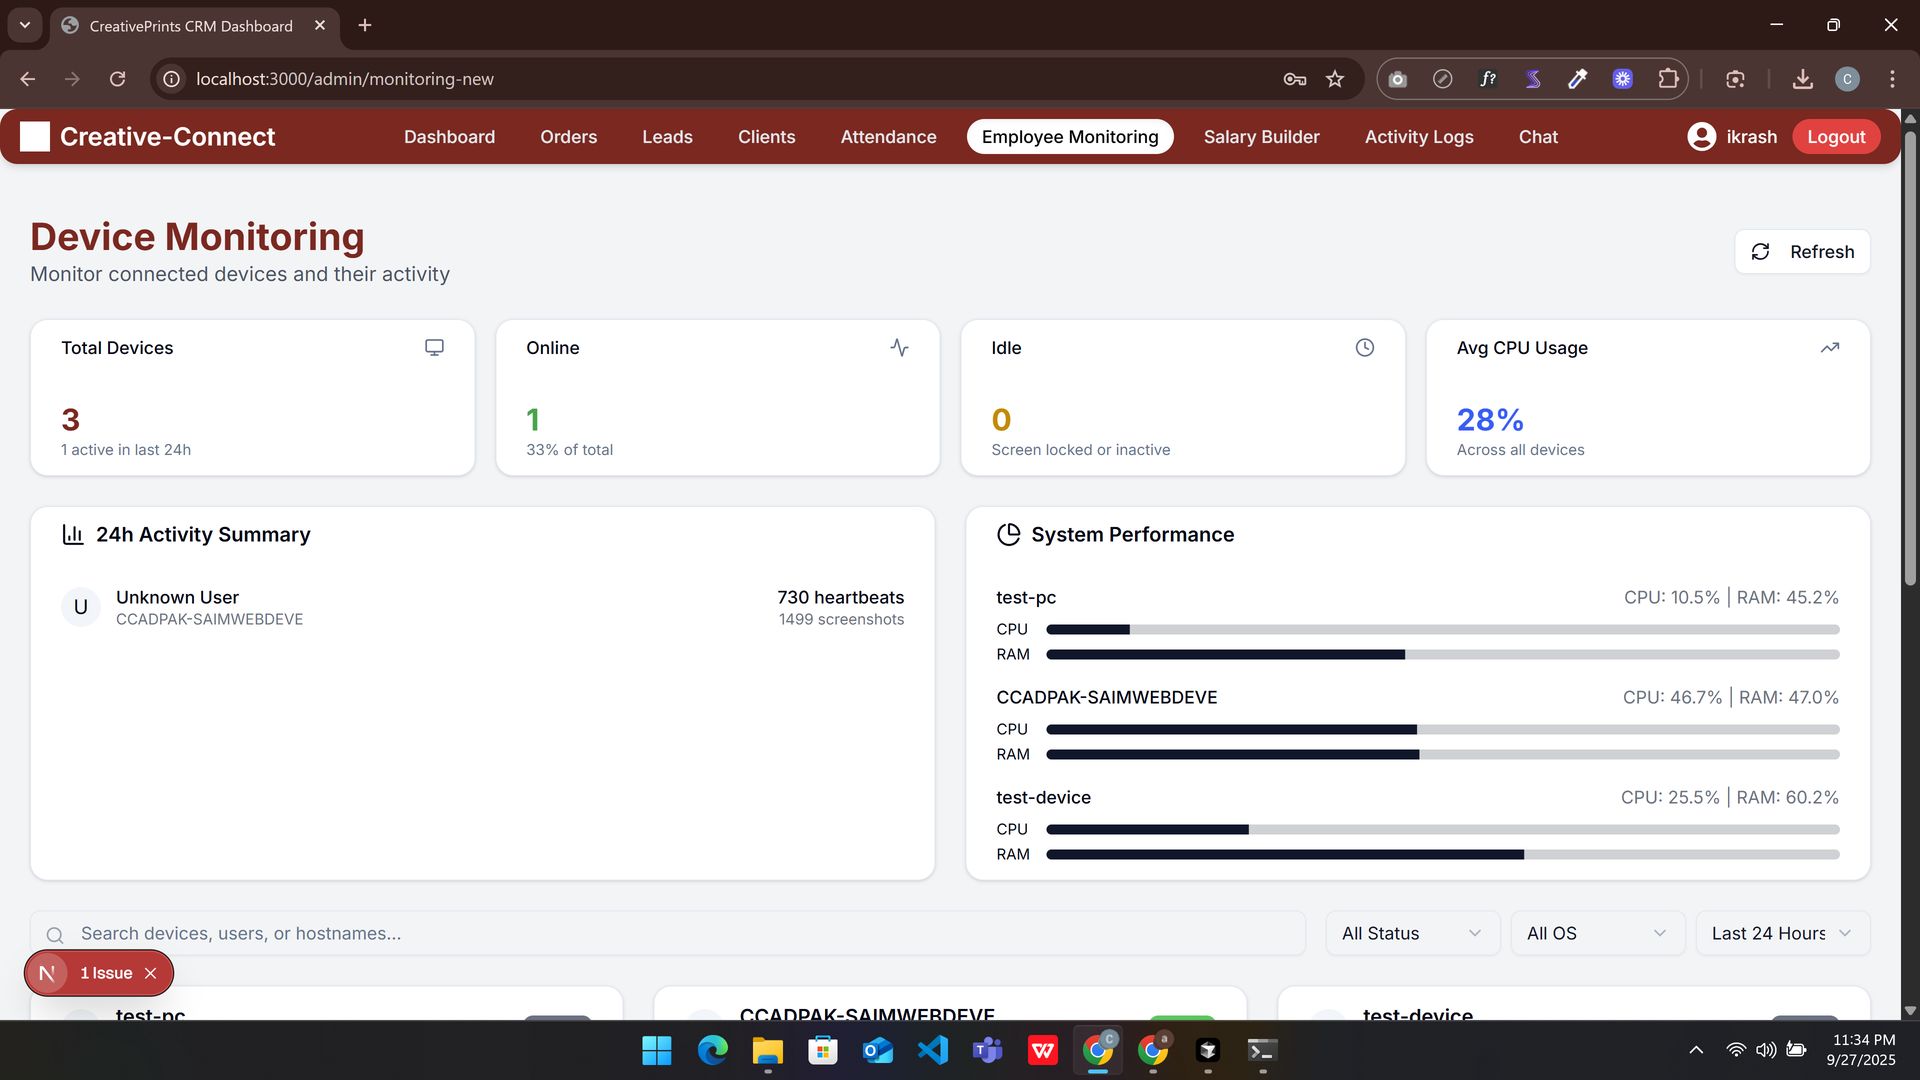 CreativePrints CRM Dashboard
localhost:3000/admin/monitoring-new
f?
C
Creative-Connect
Dashboard
Orders
Leads
Clients
Attendance
Employee Monitoring
Salary Builder
Activity Logs
Chat
ikrash
Logout
Device Monitoring
Monitor connected devices and their activity
Refresh
Total Devices
3
1 active in last 24h
Online
1
33% of total
Idle
0
Screen locked or inactive
Avg CPU Usage
28%
Across all devices
24h Activity Summary
U
Unknown User
CCADPAK-SAIMWEBDEVE
730 heartbeats
1499 screenshots
System Performance
test-pc
CPU: 10.5% | RAM: 45.2%
CPU
RAM
CCADPAK-SAIMWEBDEVE
CPU: 46.7% | RAM: 47.0%
CPU
RAM
test-device
CPU: 25.5% | RAM: 60.2%
CPU
RAM
Search devices, users, or hostnames...
All Status
All OS
Last 24 Hours
N
1 Issue
test-pc
CCADPAK-SAIMWEBDEVE
test-device
11:34 PM
9/27/2025